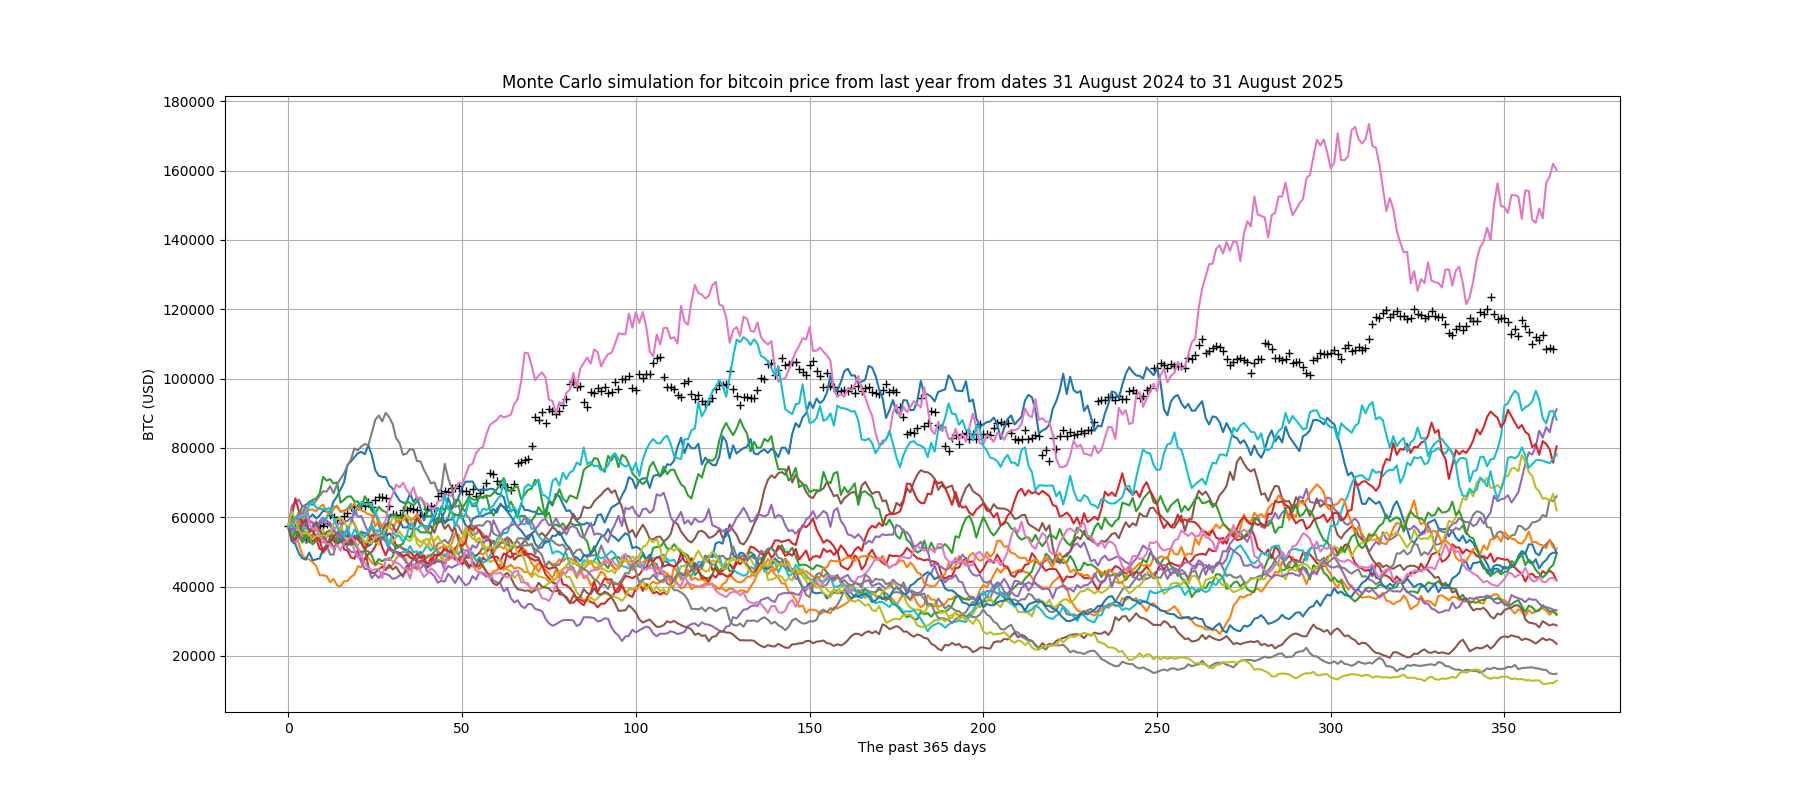 Monte Carlo simulation for bitcoin price from last year from dates 31 August 2024 to 31 August 2025
180000
160000
140000
120000
100000
80000
60000
40000
20000
BTC (USD)
0 50 100 150 200 250 300 350
The past 365 days